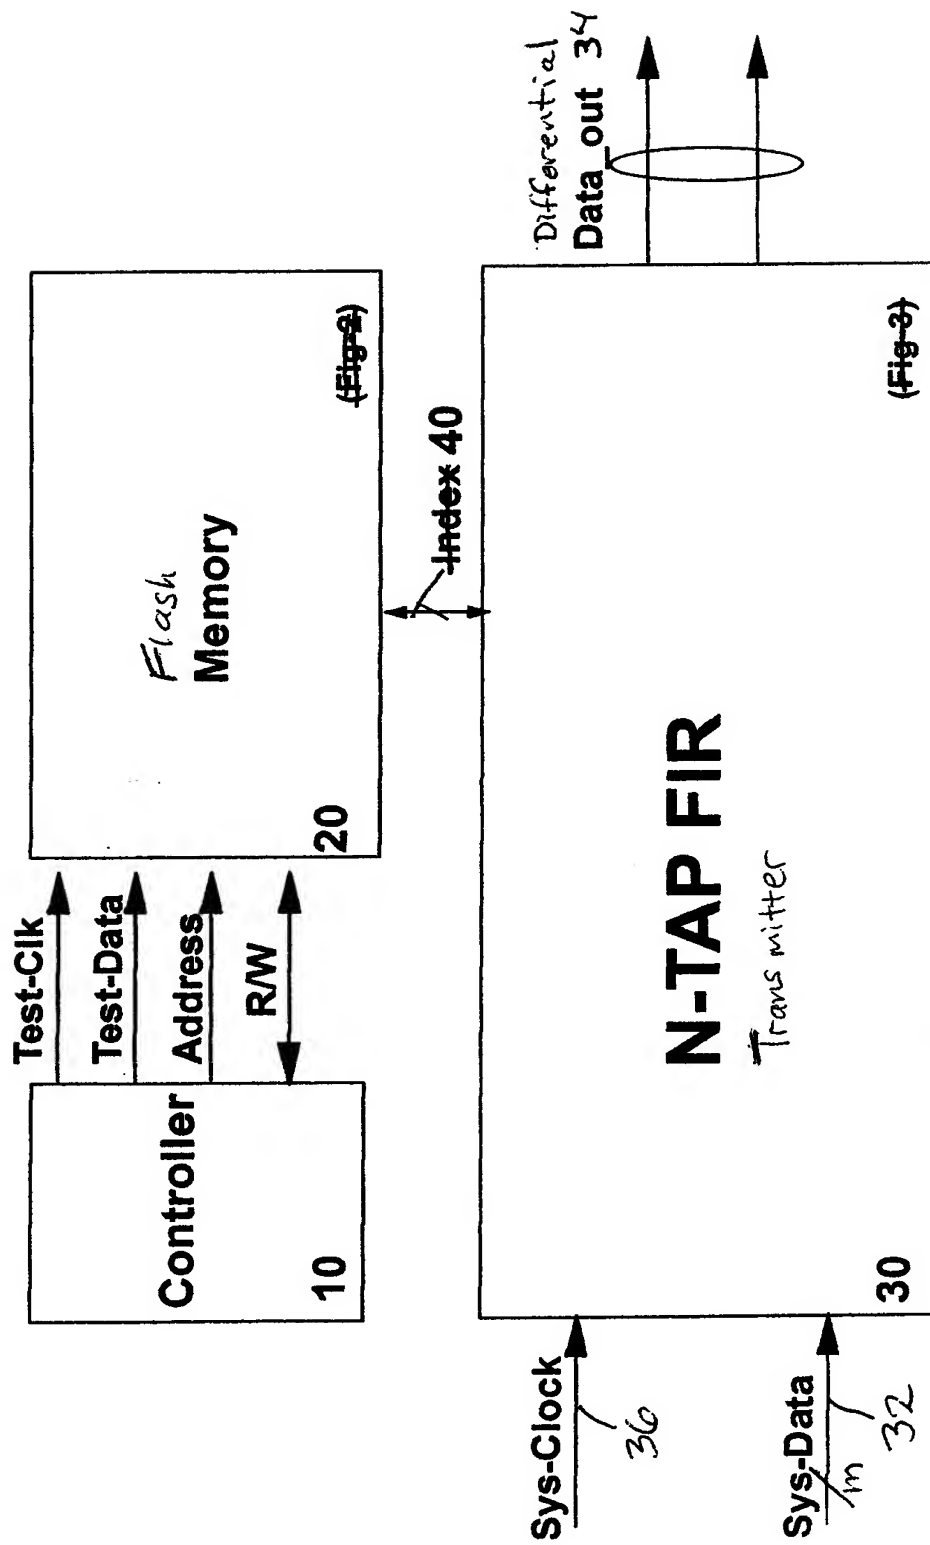 Test-Clk
Test-Data
Address
R/W
Controller
10
Flash
Memory
20
(Fig-2)
Index 40
Differential
Data_out 34
Sys-Clock
36
Sys-Data
m
32
N-TAP FIR
Transmitter
30
(Fig-3)